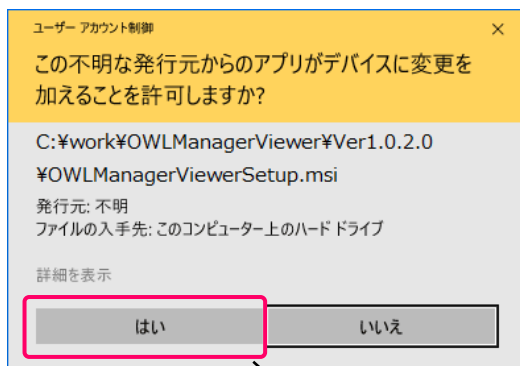 ユーザー アカウント制御
この不明な発行元からのアプリがデバイスに変更を
加えることを許可しますか?
C:¥work¥OWLManagerViewer¥Ver1.0.2.0
¥OWLManagerViewerSetup.msi
発行元: 不明
ファイルの入手先: このコンピューター上のハード ドライブ
詳細を表示
はい
いいえ